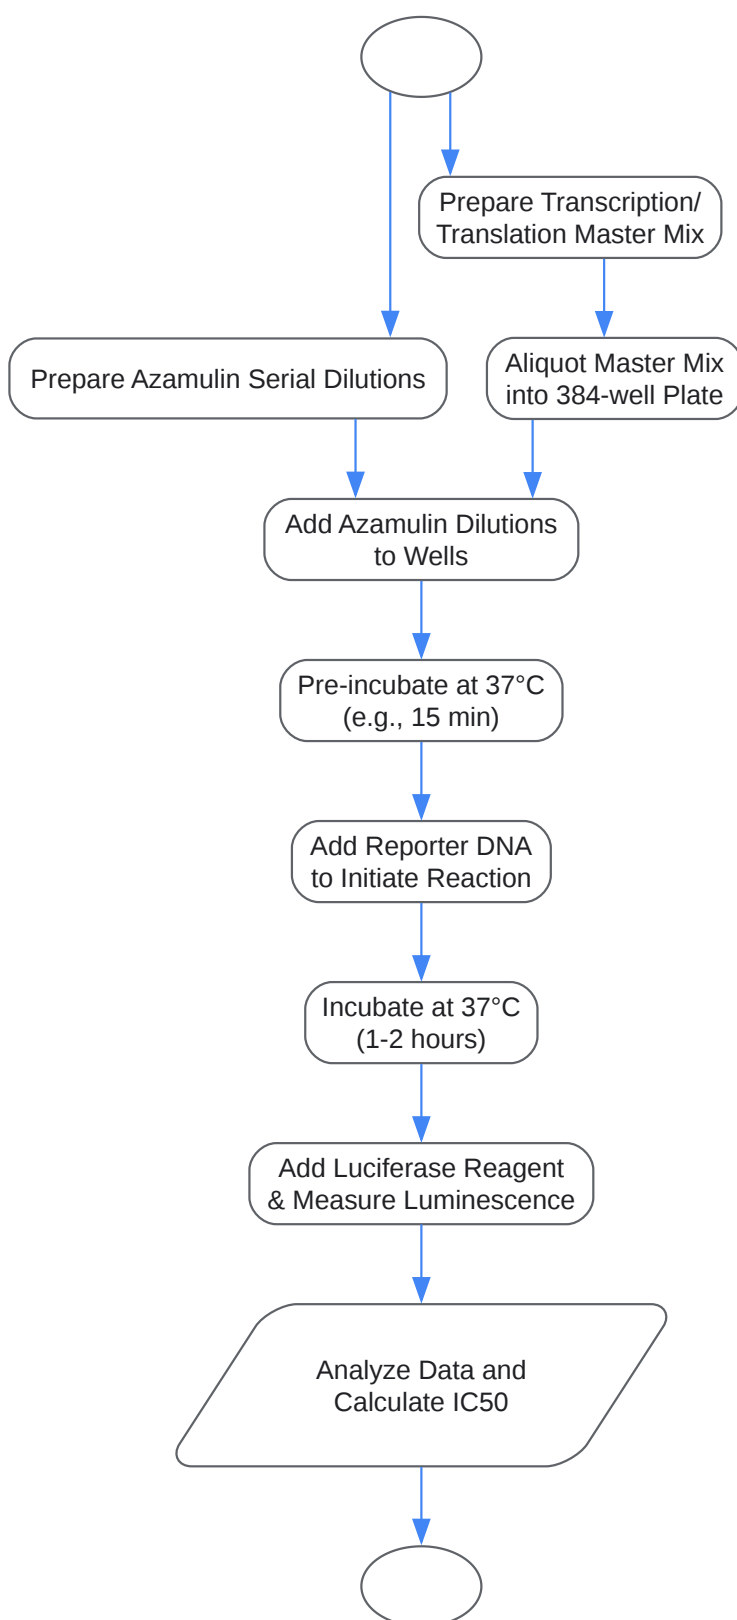 Prepare Transcription/
Translation Master Mix
Prepare Azamulin Serial Dilutions
Aliquot Master Mix
into 384-well Plate
Add Azamulin Dilutions
to Wells
Pre-incubate at 37°C
(e.g., 15 min)
Add Reporter DNA
to Initiate Reaction
Incubate at 37°C
(1-2 hours)
Add Luciferase Reagent
& Measure Luminescence
Analyze Data and
Calculate IC50